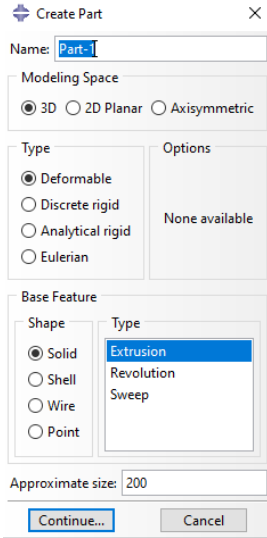 Create Part
Name: Part-1
Modeling Space
3D 2D Planar Axisymmetric
Type
Deformable
Discrete rigid
Analytical rigid
Eulerian
Options
None available
Base Feature
Shape
Solid
Shell
Wire
Point
Type
Extrusion
Revolution
Sweep
Approximate size: 200
Continue... Cancel